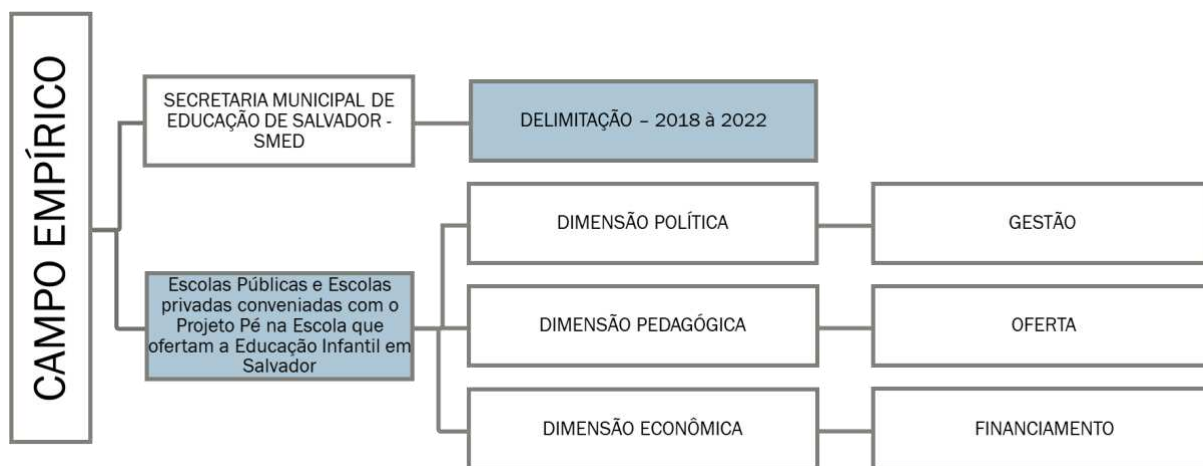 CAMPO EMPÍRICO
SECRETARIA MUNICIPAL DE
EDUCAÇÃO DE SALVADOR -
SMED
DELIMITAÇÃO – 2018 à 2022
Escolas Públicas e Escolas
privadas conveniadas com o
Projeto Pé na Escola que
ofertam a Educação Infantil em
Salvador
DIMENSÃO POLÍTICA
GESTÃO
DIMENSÃO PEDAGÓGICA
OFERTA
DIMENSÃO ECONÔMICA
FINANCIAMENTO